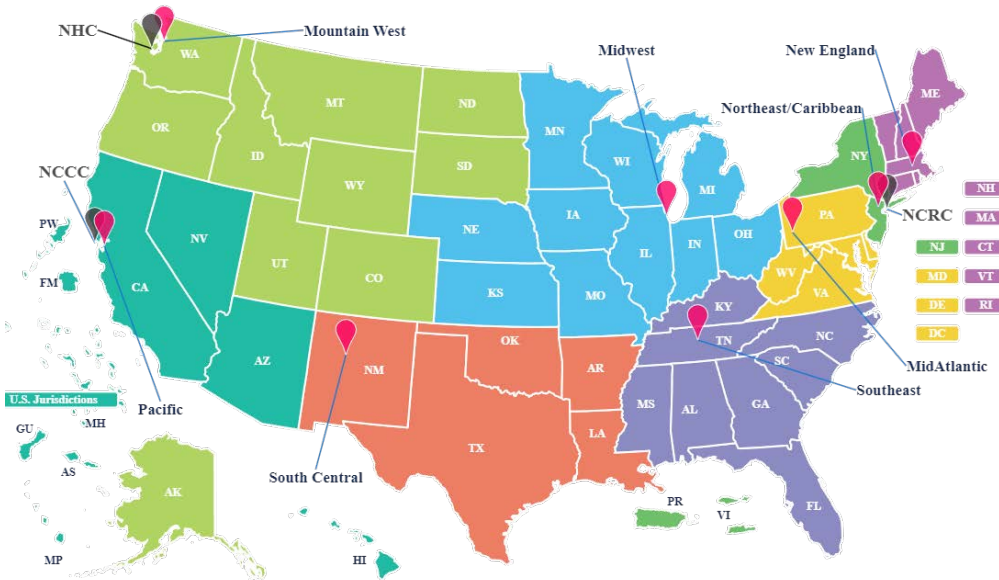 NHC
Mountain West
WA
Midwest
New England
ME
MT
ND
Northeast/Caribbean
OR
MN
ID
SD
WI
NY
WY
MI
NCCC
NH
PW
NV
NE
IA
PA
NCRC
MA
UT
IL
IN
OH
NJ
CT
FM
CA
CO
WV
MD
VT
KS
MO
VA
DE
RI
KY
DC
OK
TN
NC
AZ
NM
AR
SC
MidAtlantic
Southeast
U.S. Jurisdictions
Pacific
MS
AL
GA
MH
GU
LA
TX
AS
South Central
AK
PR
VI
FL
MP
HI